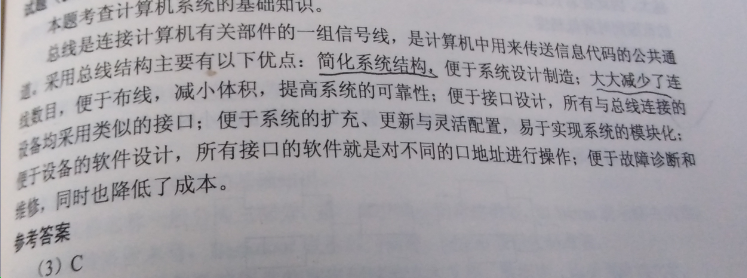 试题
本题考查计算机系统的基础知识。
总线是连接计算机有关部件的一组信号线，是计算机中用来传送信息代码的公共通
道。采用总线结构主要有以下优点：简化系统结构，便于系统设计制造；大大减少了连
线数目，便于布线，减小体积，提高系统的可靠性；便于接口设计，所有与总线连接的
设备均采用类似的接口；便于系统的扩充、更新与灵活配置，易于实现系统的模块化；
便于设备的软件设计，所有接口的软件就是对不同的口地址进行操作；便于故障诊断和
维修，同时也降低了成本。
参考答案
（3）C